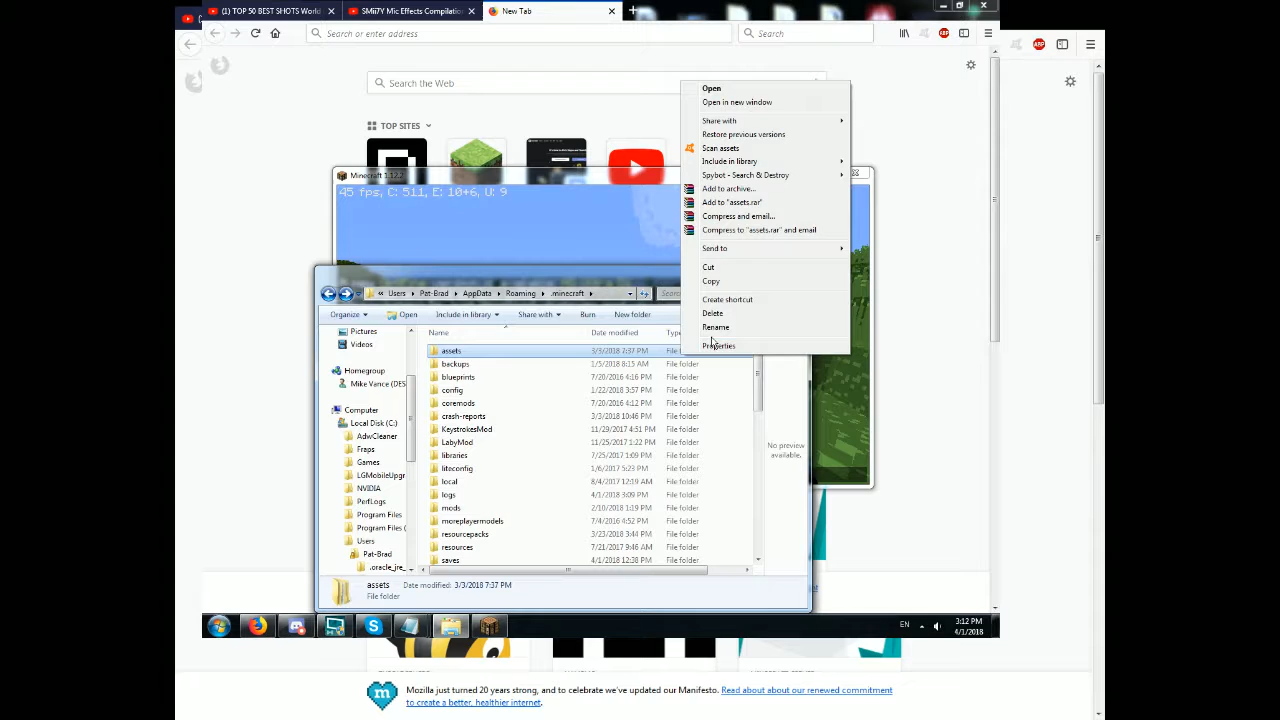 (1) TOP 50 BEST SHOTS World
SMii7Y Mic Effects Compilation
New Tab
Search or enter address
Search
ABP
ABP
Search the Web
TOP SITES
Minecraft 1.12.2
45 fps, C: 511, E: 10+6, U: 9
Open
Open in new window
Share with
Restore previous versions
Scan assets
Include in library
Spybot - Search & Destroy
Add to archive...
Add to "assets.rar"
Compress and email...
Compress to "assets.rar" and email
Send to
Cut
Copy
Create shortcut
Delete
Rename
Properties
Users
Pat-Brad
AppData
Roaming
.minecraft
Organize
Open
Include in library
Share with
Burn
New folder
Name
Date modified
Pictures
Videos
Homegroup
Mike Vance (DES
Computer
Local Disk (C:)
AdwCleaner
Fraps
Games
LGMobileUpgr
NVIDIA
PerfLogs
Program Files
Program Files (
Users
Pat-Brad
.oracle_jre_
assets 3/3/2018 7:37 PM
backups 1/5/2018 8:15 AM File folder
blueprints 7/20/2016 4:16 PM File folder
config 1/22/2018 3:57 PM File folder
coremods 7/20/2016 4:12 PM File folder
crash-reports 3/3/2018 10:46 PM File folder
KeystrokesMod 11/29/2017 4:51 PM File folder
LabyMod 11/25/2017 1:22 PM File folder
libraries 7/25/2017 1:09 PM File folder
liteconfig 1/6/2017 5:23 PM File folder
local 8/4/2017 12:19 AM File folder
logs 4/1/2018 3:09 PM File folder
mods 2/10/2018 1:19 PM File folder
moreplayermodels 7/4/2016 4:52 PM File folder
resourcepacks 3/23/2018 3:44 PM File folder
resources 7/21/2017 9:46 AM File folder
saves 4/1/2018 12:38 PM File folder
No preview
available.
assets Date modified: 3/3/2018 7:37 PM
File folder
EN
3:12 PM
4/1/2018
Mozilla just turned 20 years strong, and to celebrate we've updated our Manifesto. Read about about our renewed commitment
to create a better, healthier internet.